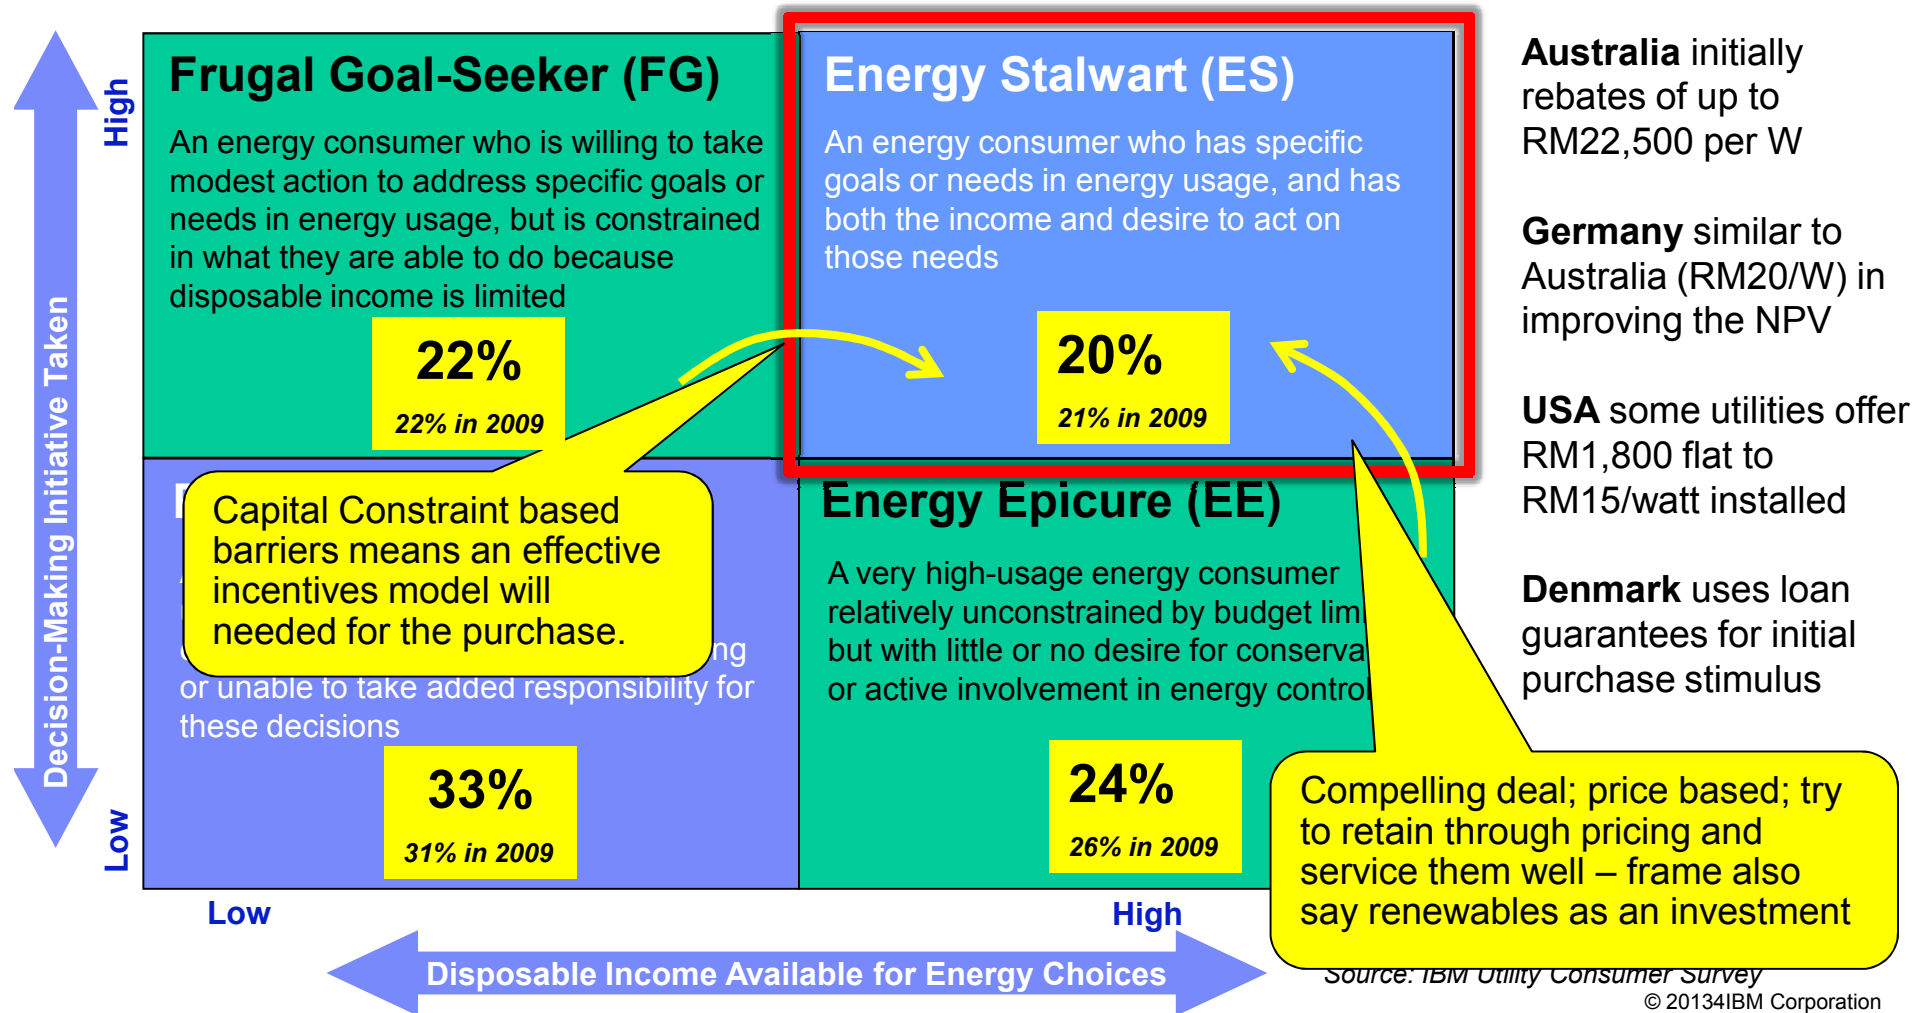 High
Decision-Making Initiative Taken
Low
Frugal Goal-Seeker (FG)
An energy consumer who is willing to take
modest action to address specific goals or
needs in energy usage, but is constrained
in what they are able to do because
disposable income is limited
22%
22% in 2009
Energy Stalwart (ES)
An energy consumer who has specific
goals or needs in energy usage, and has
both the income and desire to act on
those needs
20%
21% in 2009
Capital Constraint based
barriers means an effective
incentives model will
needed for the purchase.
ng
or unable to take added responsibility for
these decisions
33%
31% in 2009
Energy Epicure (EE)
A very high-usage energy consumer
relatively unconstrained by budget lim
but with little or no desire for conserva
or active involvement in energy control
24%
26% in 2009
Compelling deal; price based; try
to retain through pricing and
service them well – frame also
say renewables as an investment
Low
High
Disposable Income Available for Energy Choices
Australia initially
rebates of up to
RM22,500 per W
Germany similar to
Australia (RM20/W) in
improving the NPV
USA some utilities offer
RM1,800 flat to
RM15/watt installed
Denmark uses loan
guarantees for initial
purchase stimulus
Source: IBM Utility Consumer Survey
© 20134IBM Corporation